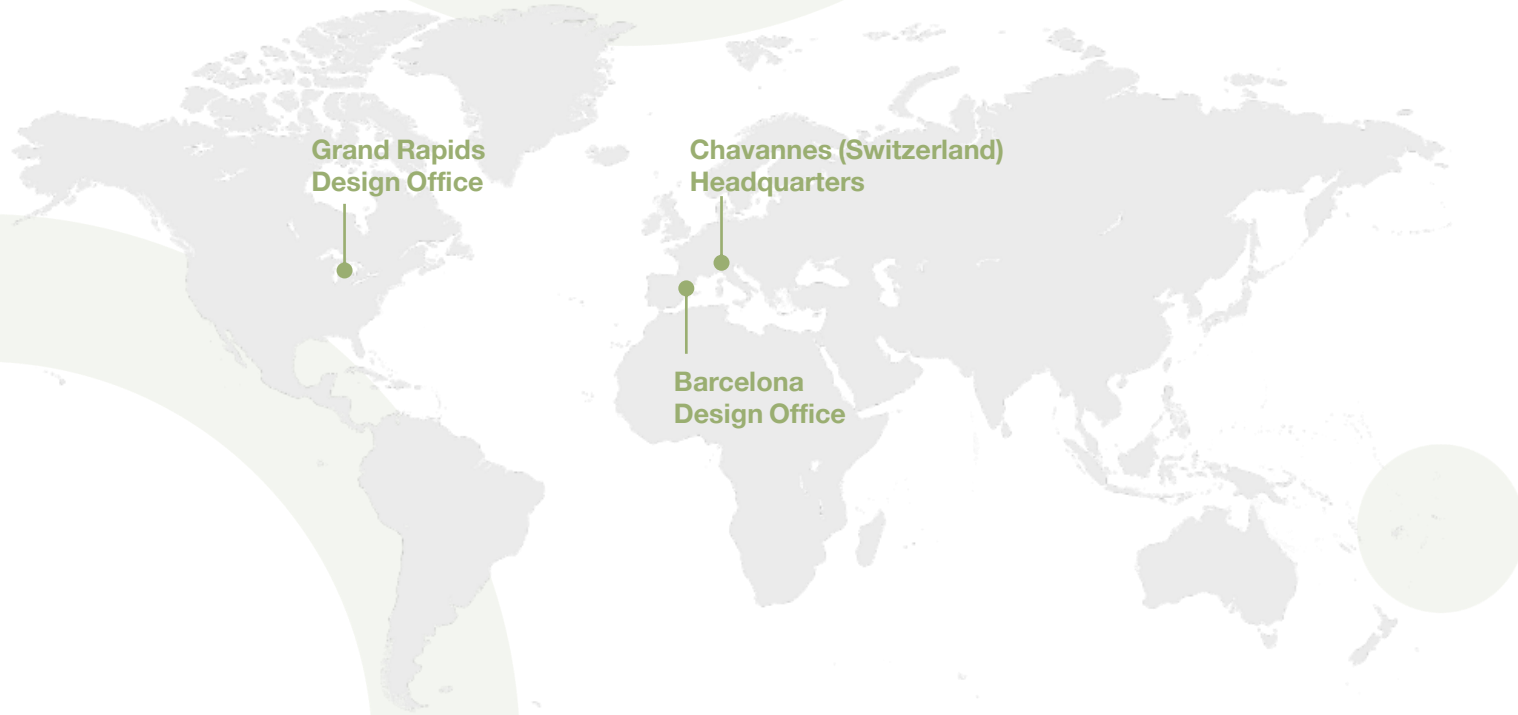 Grand Rapids
Design Office
Chavannes (Switzerland)
Headquarters
Barcelona
Design Office